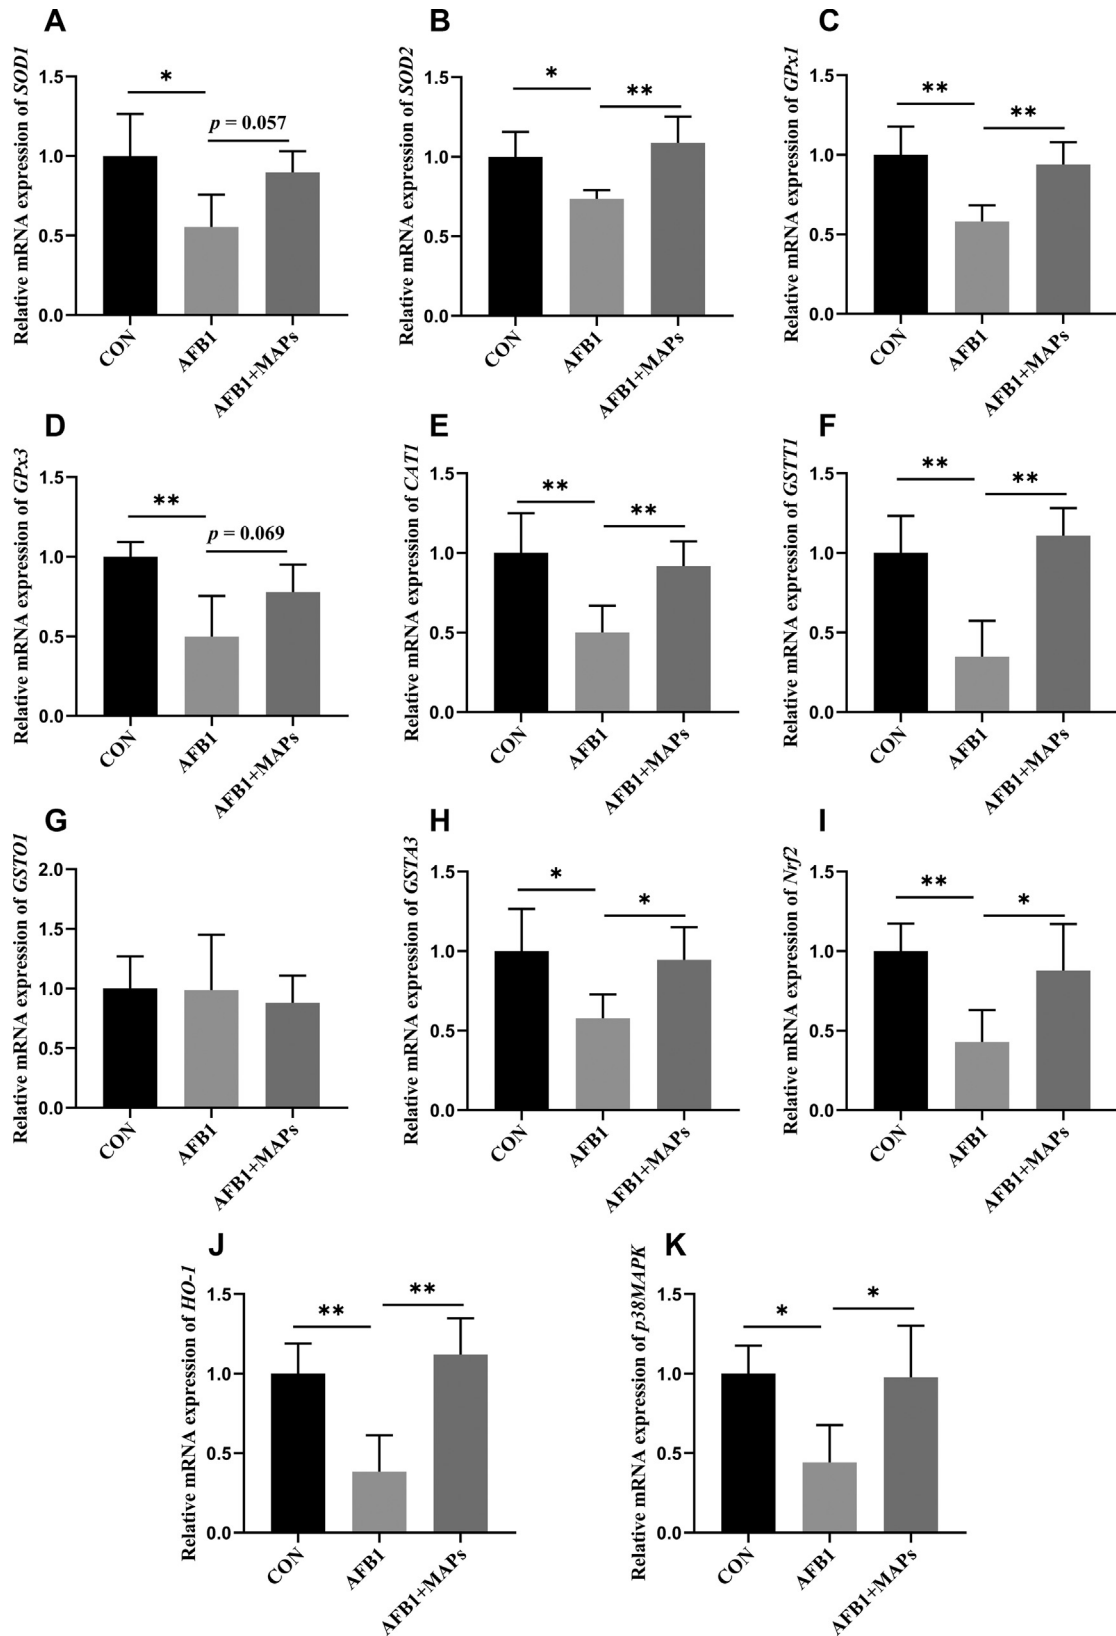 A
Relative mRNA expression of SOD1
1.5
1.0
0.5
0.0
*
p = 0.057
CON
AFB1
AFB1+MAPs
B
Relative mRNA expression of SOD2
1.5
1.0
0.5
0.0
*
**
CON
AFB1
AFB1+MAPs
C
Relative mRNA expression of GPx1
1.5
1.0
0.5
0.0
**
**
CON
AFB1
AFB1+MAPs
D
Relative mRNA expression of GPx3
1.5
1.0
0.5
0.0
**
p = 0.069
CON
AFB1
AFB1+MAPs
E
Relative mRNA expression of CAT1
1.5
1.0
0.5
0.0
**
**
CON
AFB1
AFB1+MAPs
F
Relative mRNA expression of GSTT1
1.5
1.0
0.5
0.0
**
**
CON
AFB1
AFB1+MAPs
G
Relative mRNA expression of GSTO1
2.0
1.5
1.0
0.5
0.0
CON
AFB1
AFB1+MAPs
H
Relative mRNA expression of GSTA3
1.5
1.0
0.5
0.0
*
*
CON
AFB1
AFB1+MAPs
I
Relative mRNA expression of Nrf2
1.5
1.0
0.5
0.0
**
*
CON
AFB1
AFB1+MAPs
J
Relative mRNA expression of HO-1
1.5
1.0
0.5
0.0
**
**
CON
AFB1
AFB1+MAPs
K
Relative mRNA expression of p38MAPK
1.5
1.0
0.5
0.0
*
*
CON
AFB1
AFB1+MAPs